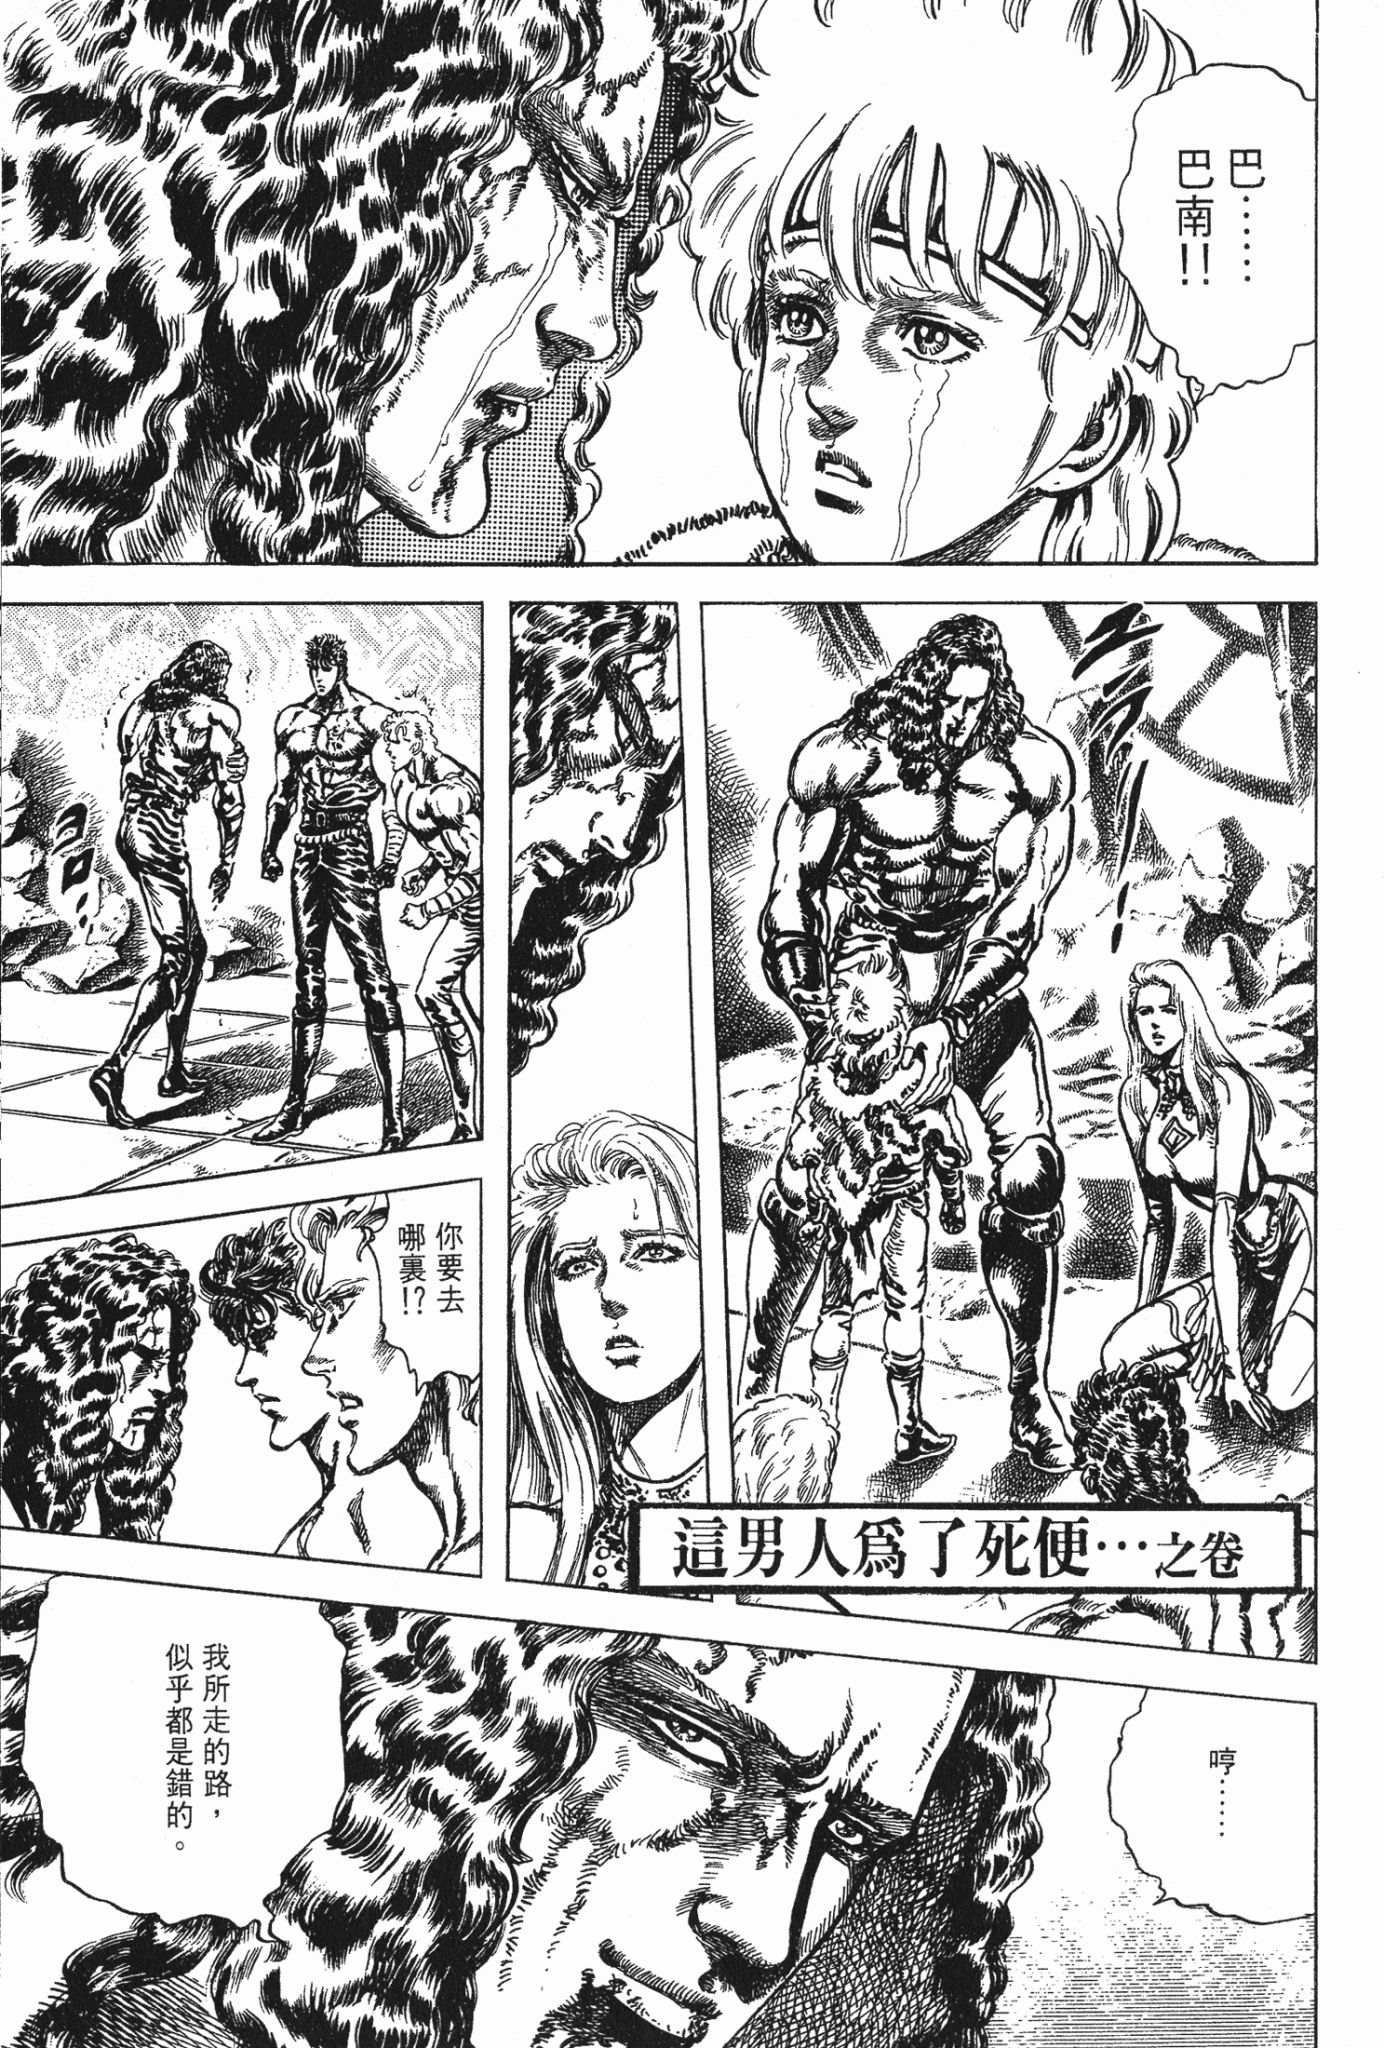 巴⋯⋯
巴南!!
這男人爲了死便⋯之卷
你要去
哪裏!?
哼⋯⋯
我所走的路，
似乎都是錯的。